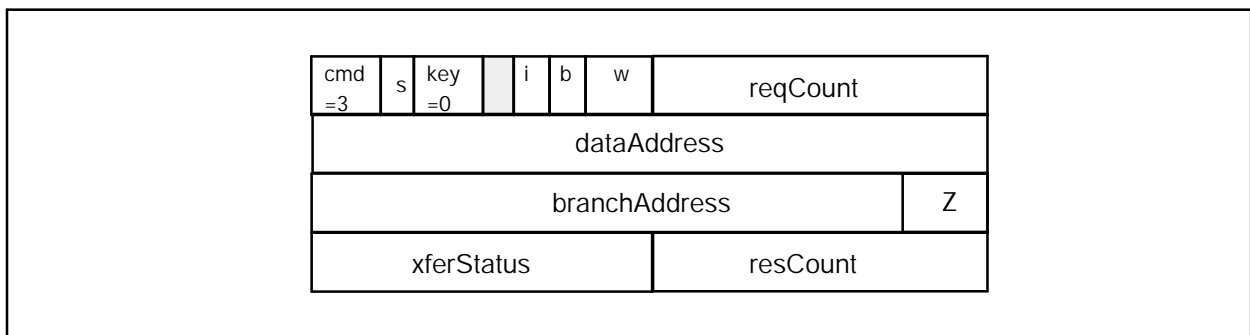 cmd =3 s key =0 i b w reqCount
dataAddress
branchAddress Z
xferStatus resCount